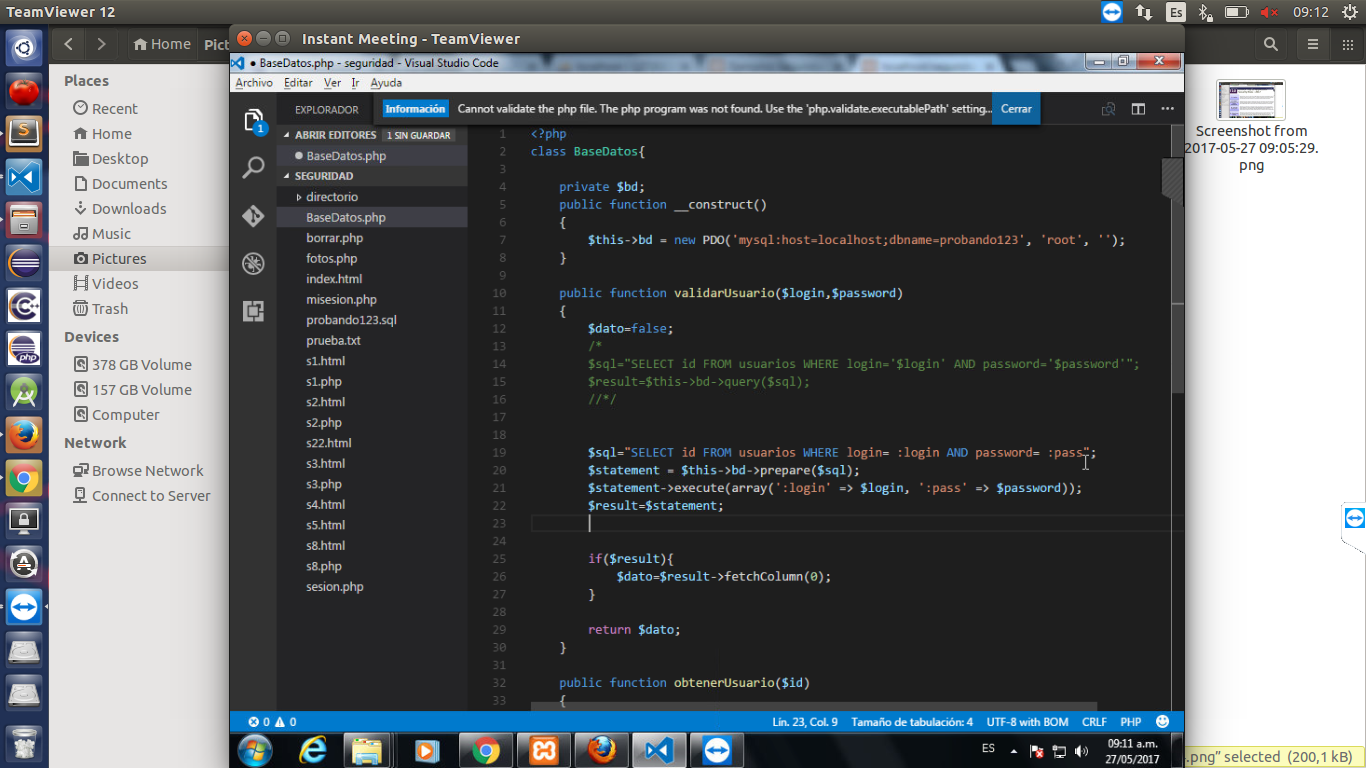 TeamViewer 12
Es
09:12
Home
Pict
Instant Meeting - TeamViewer
● BaseDatos.php - seguridad - Visual Studio Code
Archivo Editar Ver Ir Ayuda
Places
Recent
Home
Desktop
Documents
Downloads
Music
Pictures
Videos
Trash
Devices
378 GB Volume
157 GB Volume
Computer
Network
Browse Network
Connect to Server
1
EXPLORADOR
Información Cannot validate the php file. The php program was not found. Use the 'php.validate.executablePath' setting... Cerrar
ABRIR EDITORES 1 SIN GUARDAR
BaseDatos.php
SEGURIDAD
directorio
BaseDatos.php
borrar.php
fotos.php
index.html
misesion.php
probando123.sql
prueba.txt
s1.html
s1.php
s2.html
s2.php
s22.html
s3.html
s3.php
s4.html
s5.html
s8.html
s8.php
sesion.php
1 <?php
2 class BaseDatos{
3
4 private $bd;
5 public function __construct()
6 {
7 $this->bd = new PDO('mysql:host=localhost;dbname=probando123', 'root', '');
8 }
9
10 public function validarUsuario($login,$password)
11 {
12 $dato=false;
13 /*
14 $sql="SELECT id FROM usuarios WHERE login='$login' AND password='$password'";
15 $result=$this->bd->query($sql);
16 //*/
17
18
19 $sql="SELECT id FROM usuarios WHERE login= :login AND password= :pass";
20 $statement = $this->bd->prepare($sql);
21 $statement->execute(array(':login' => $login, ':pass' => $password));
22 $result=$statement;
23
24
25 if($result){
26 $dato=$result->fetchColumn(0);
27 }
28
29 return $dato;
30 }
31
32 public function obtenerUsuario($id)
33 {
0 0
Lín. 23, Col. 9 Tamaño de tabulación: 4 UTF-8 with BOM CRLF PHP
ES
09:11 a.m.
27/05/2017
Screenshot from
2017-05-27 09:05:29.
png
.png" selected (200,1 kB)
php